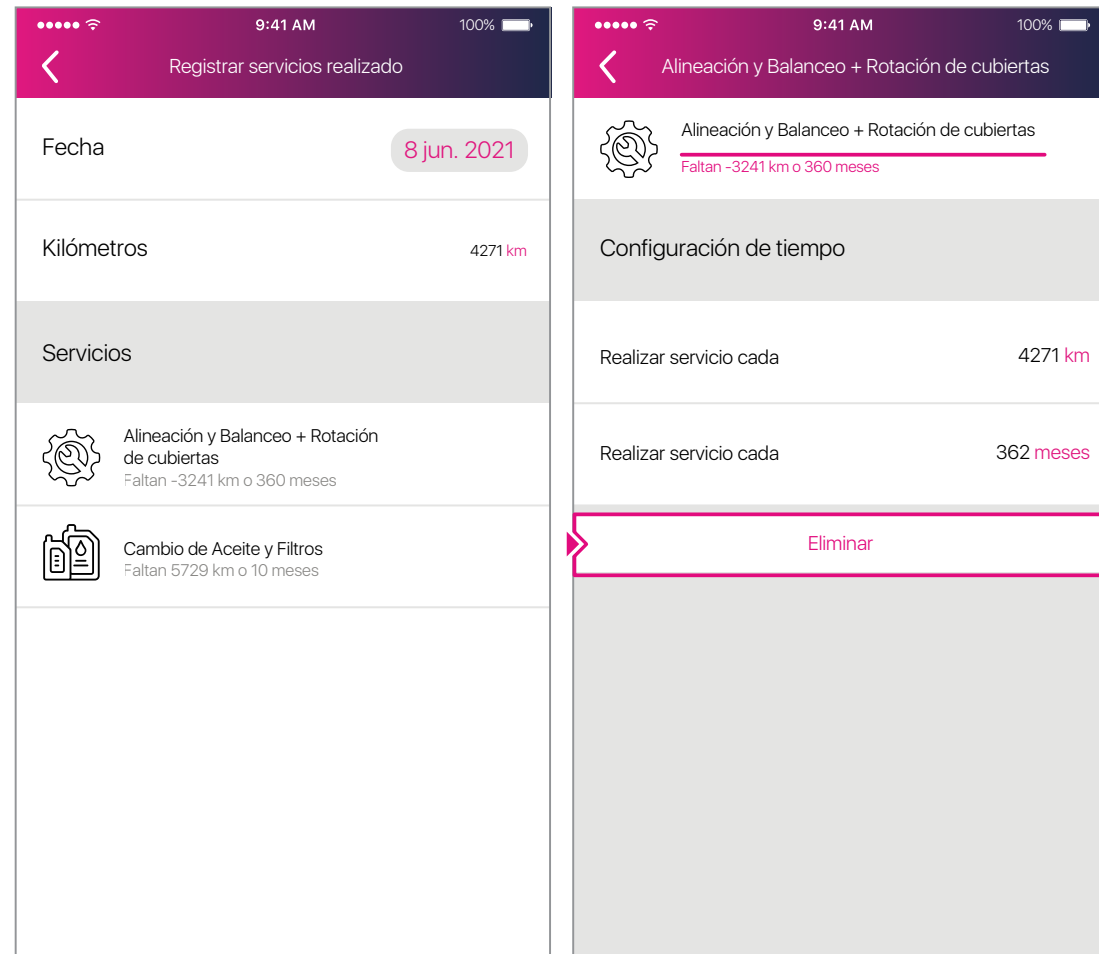 9:41 AM
100%
Registrar servicios realizado
Fecha
8 jun. 2021
Kilómetros
4271 km
Servicios
Alineación y Balanceo + Rotación
de cubiertas
Faltan -3241 km o 360 meses
Cambio de Aceite y Filtros
Faltan 5729 km o 10 meses
9:41 AM
100%
Alineación y Balanceo + Rotación de cubiertas
Alineación y Balanceo + Rotación de cubiertas
Faltan -3241 km o 360 meses
Configuración de tiempo
Realizar servicio cada
4271 km
Realizar servicio cada
362 meses
Eliminar